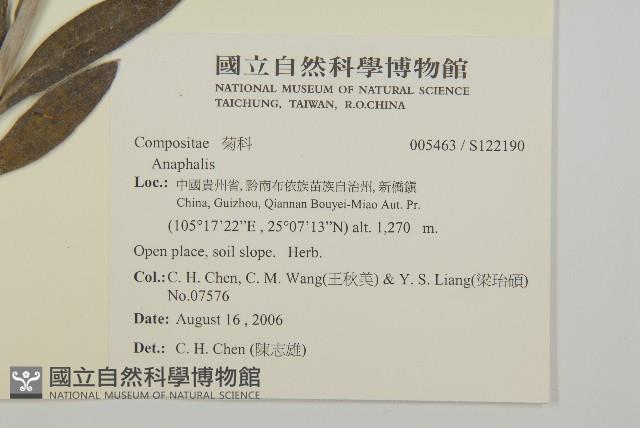 國立自然科學博物館
NATIONAL MUSEUM OF NATURAL SCIENCE
TAICHUNG, TAIWAN, R.O.CHINA
Compositae 菊科 005463 / S122190
Anaphalis
Loc.: 中國貴州省, 黔南布依族苗族自治州, 新橋鎮
China, Guizhou, Qiannan Bouyei-Miao Aut. Pr.
(105°17'22”E , 25°07'13”N) alt. 1,270 m.
Open place, soil slope. Herb.
Col.: C. H. Chen, C. M. Wang(王秋美) & Y. S. Liang(梁珆碩)
No.07576
Date: August 16 , 2006
Det.: C. H. Chen (陳志雄)
國立自然科學博物館
NATIONAL MUSEUM OF NATURAL SCIENCE